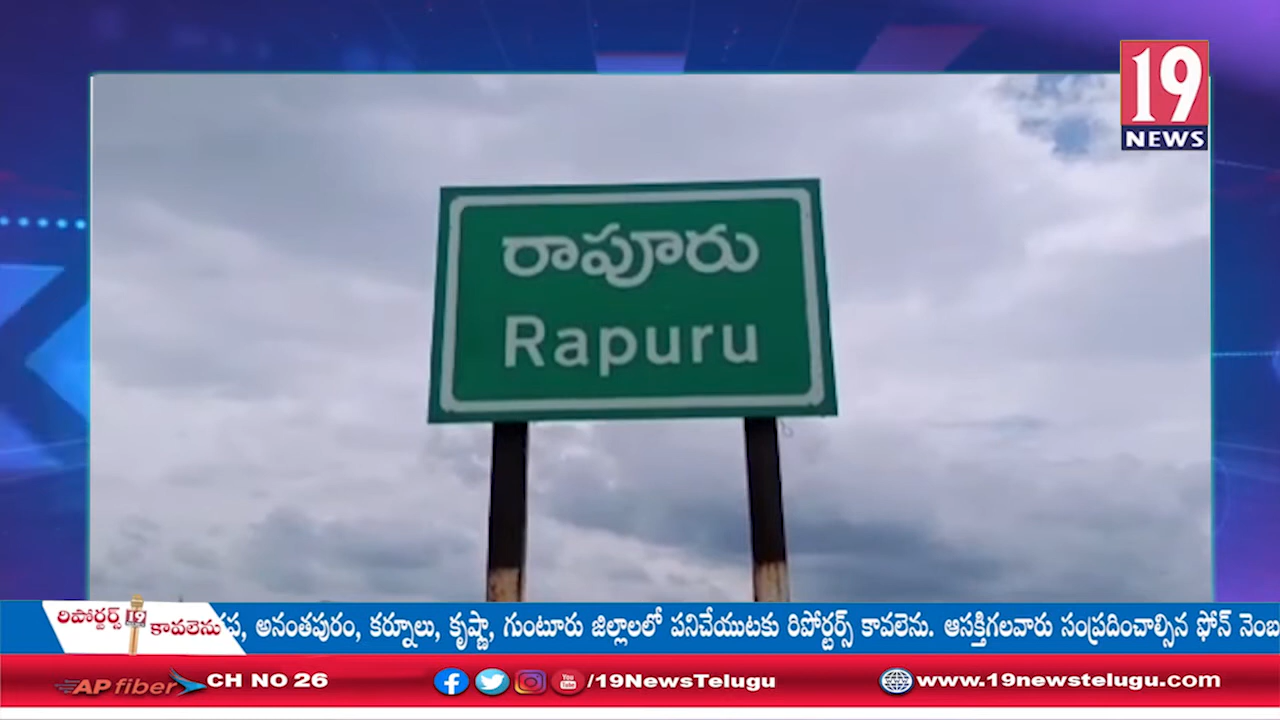 19
NEWS
రాపూరు
Rapuru
రిపోర్టర్స్ 19
కావలెను
అనంతపురం, కర్నూలు, కృష్ణా, గుంటూరు జిల్లాలలో పనిచేయుటకు రిపోర్టర్స్ కావలెను. ఆసక్తిగలవారు సంప్రదించాల్సిన ఫోన్
AP fiber CH NO 26
/19NewsTelugu
www.19newstelugu.com